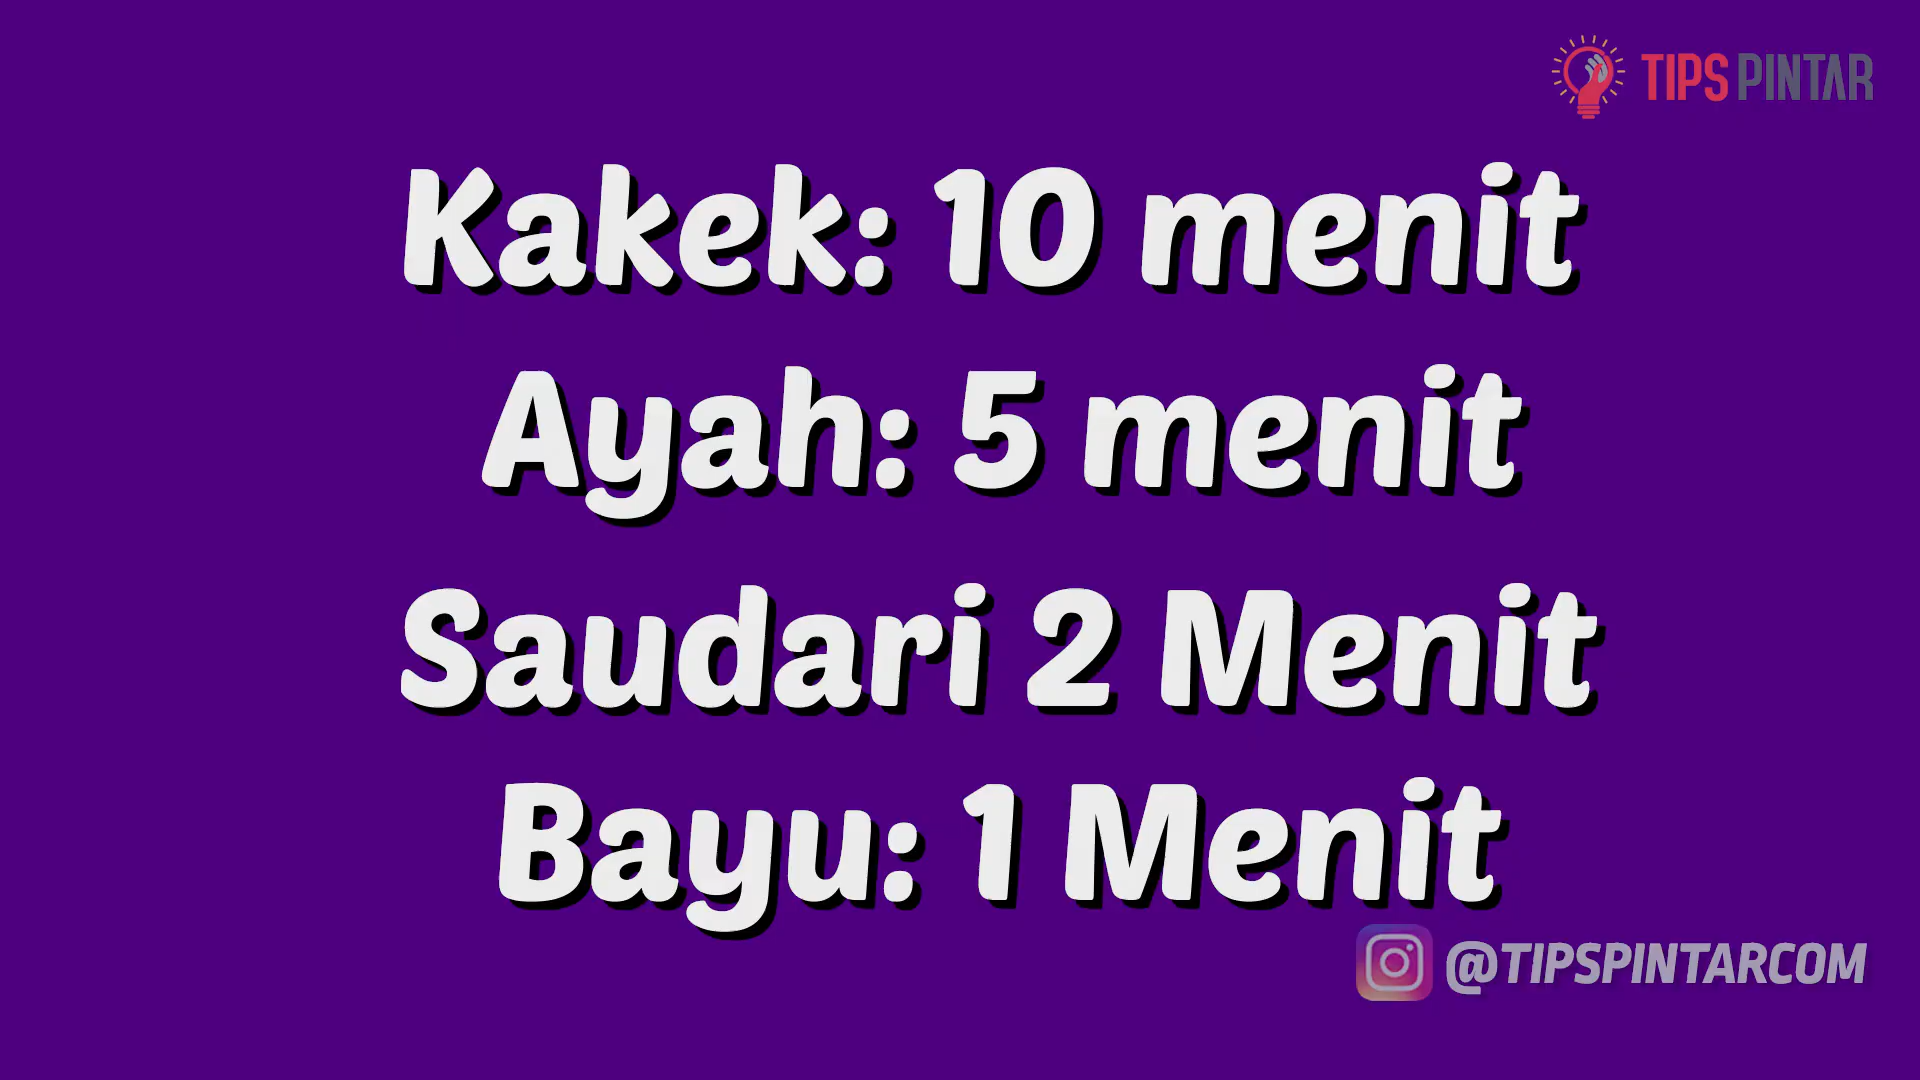 TIPS PINTAR
Kakek: 10 menit
Ayah: 5 menit
Saudari 2 Menit
Bayu: 1 Menit
@TIPSPINTARCOM